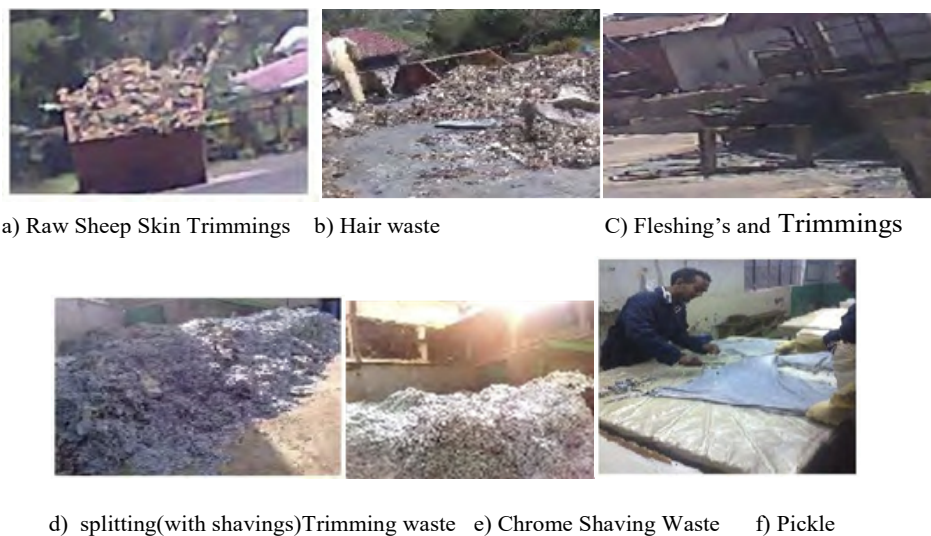 a) Raw Sheep Skin Trimmings b) Hair waste C) Fleshing’s and Trimmings
d) splitting(with shavings)Trimming waste e) Chrome Shaving Waste f) Pickle